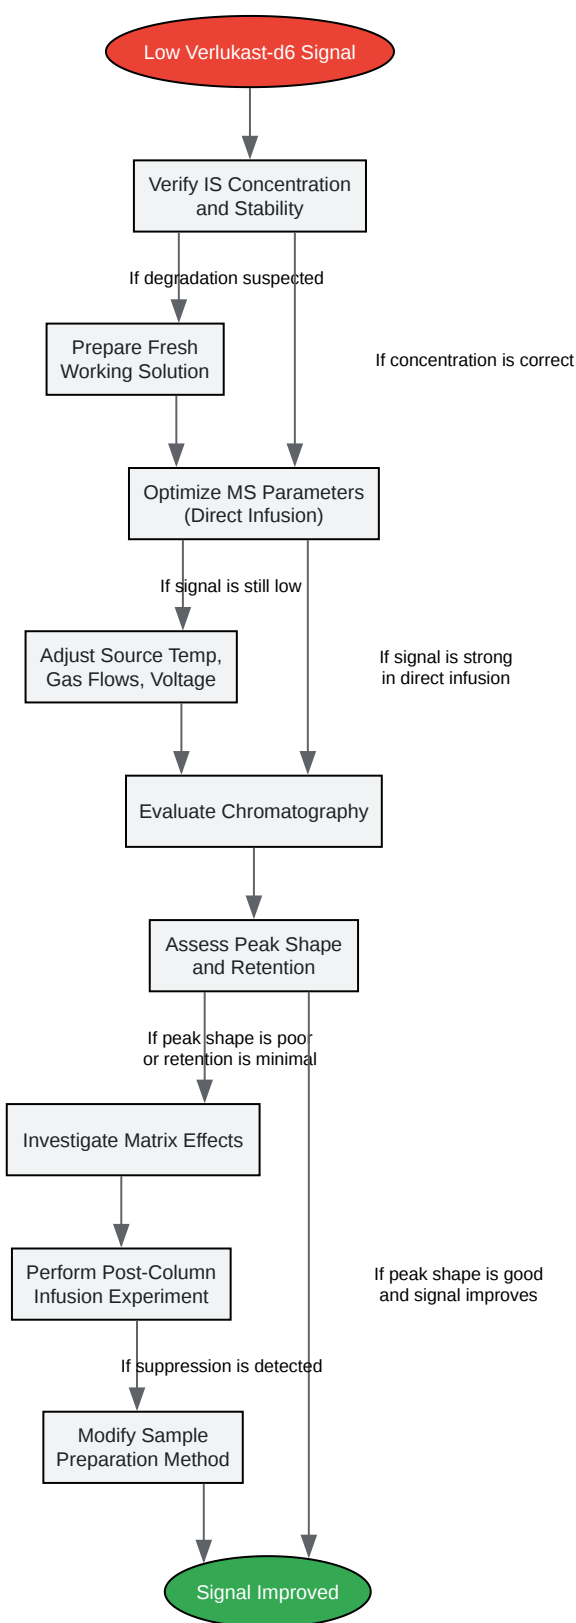 Low Verlukast-d6 Signal
Verify IS Concentration
and Stability
If degradation suspected
Prepare Fresh
Working Solution
If concentration is correct
Optimize MS Parameters
(Direct Infusion)
If signal is still low
Adjust Source Temp,
Gas Flows, Voltage
If signal is strong
in direct infusion
Evaluate Chromatography
Assess Peak Shape
and Retention
If peak shape is poor
or retention is minimal
Investigate Matrix Effects
Perform Post-Column
Infusion Experiment
If peak shape is good
and signal improves
If suppression is detected
Modify Sample
Preparation Method
Signal Improved